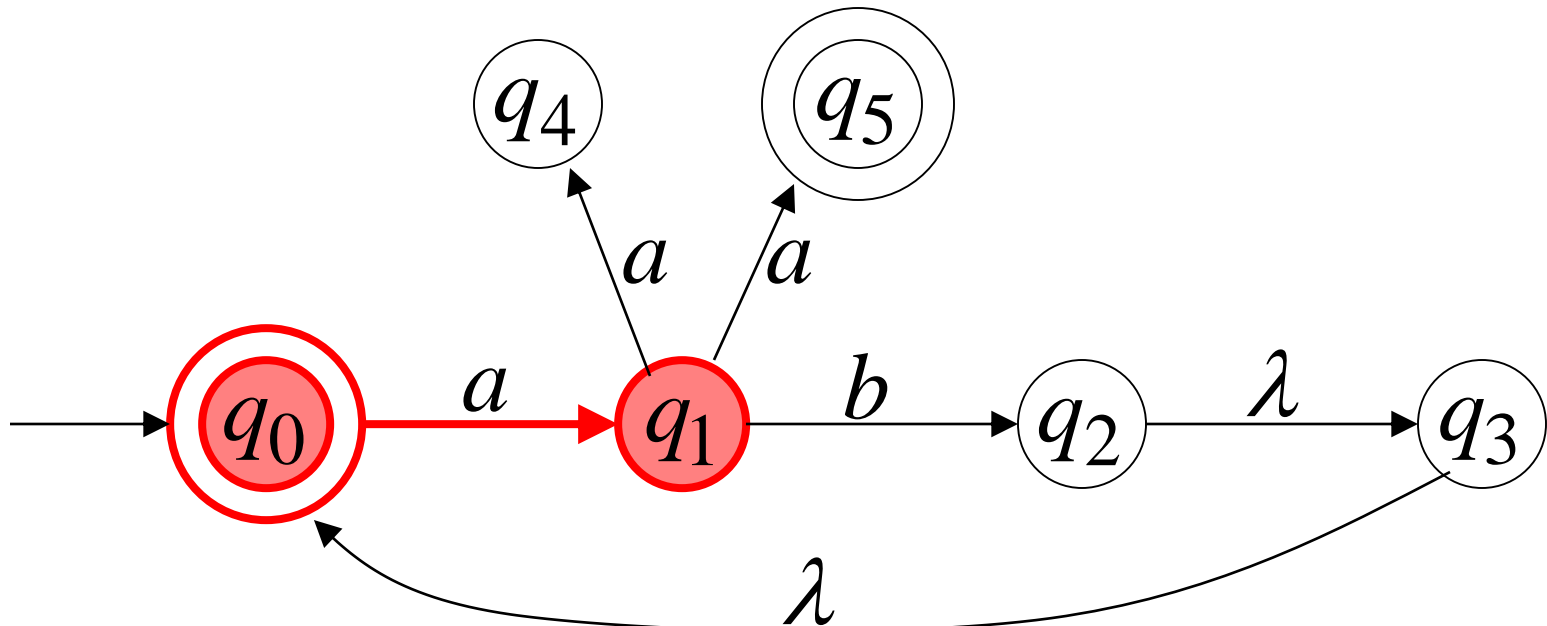 q₄ q₅
a a
q₀ a q₁ b q₂ λ q₃
λ